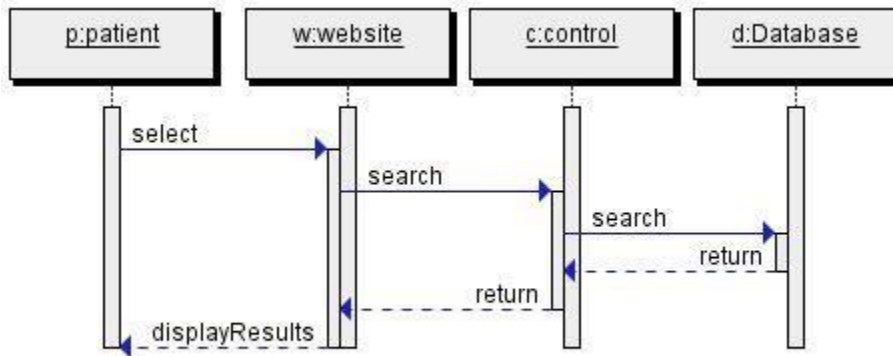 p:patient
w:website
c:control
d:Database
select
search
search
return
return
displayResults